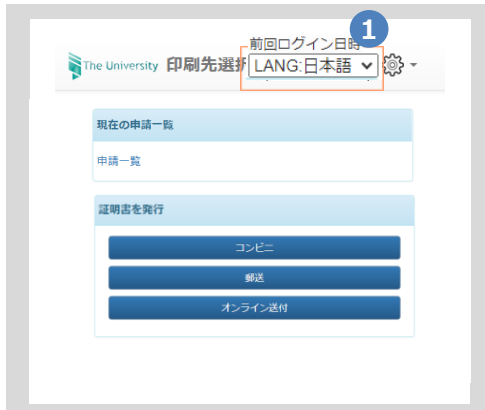 1
前回ログイン日時
The University 印刷先選択 LANG:日本語
現在の申請一覧
申請一覧
証明書を発行
コンビニ
郵送
オンライン送付